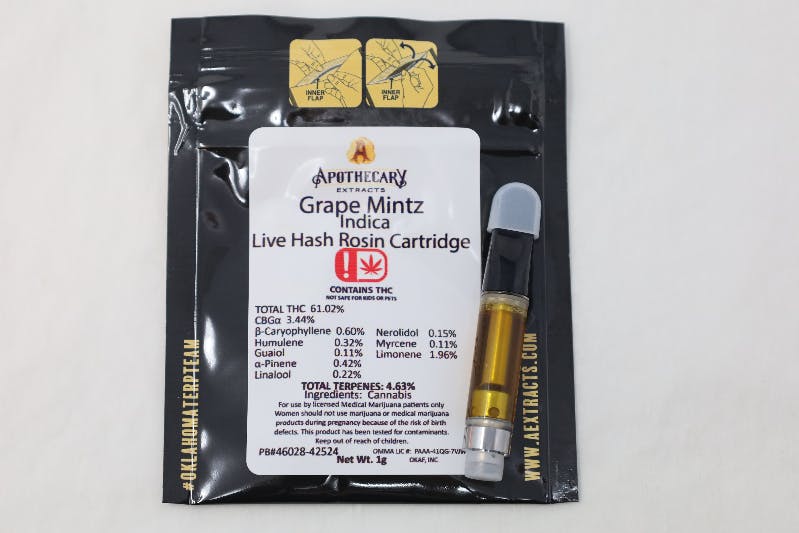 INNER FLAP
INNER FLAP
APOTHECARY
EXTRACTS
Grape Mintz
Indica
Live Hash Rosin Cartridge
!
CONTAINS THC
NOT SAFE FOR KIDS OR PETS
TOTAL THC 61.02%
CBGα 3.44%
β-Caryophyllene 0.60% Nerolidol 0.15%
Humulene 0.32% Myrcene 0.11%
Guaiol 0.11% Limonene 1.96%
α-Pinene 0.42%
Linalool 0.22%
TOTAL TERPENES: 4.63%
Ingredients: Cannabis
For use by licensed Medical Marijuana patients only
Women should not use marijuana or medical marijuana
products during pregnancy because of the risk of birth
defects. This product has been tested for contaminants.
Keep out of reach of children.
PB#46028-42524 OMMA LIC #:
Net Wt. 1g OKAF, INC
#OKLAHOMATERPTEAM
WWW.AEXTRACTS.COM